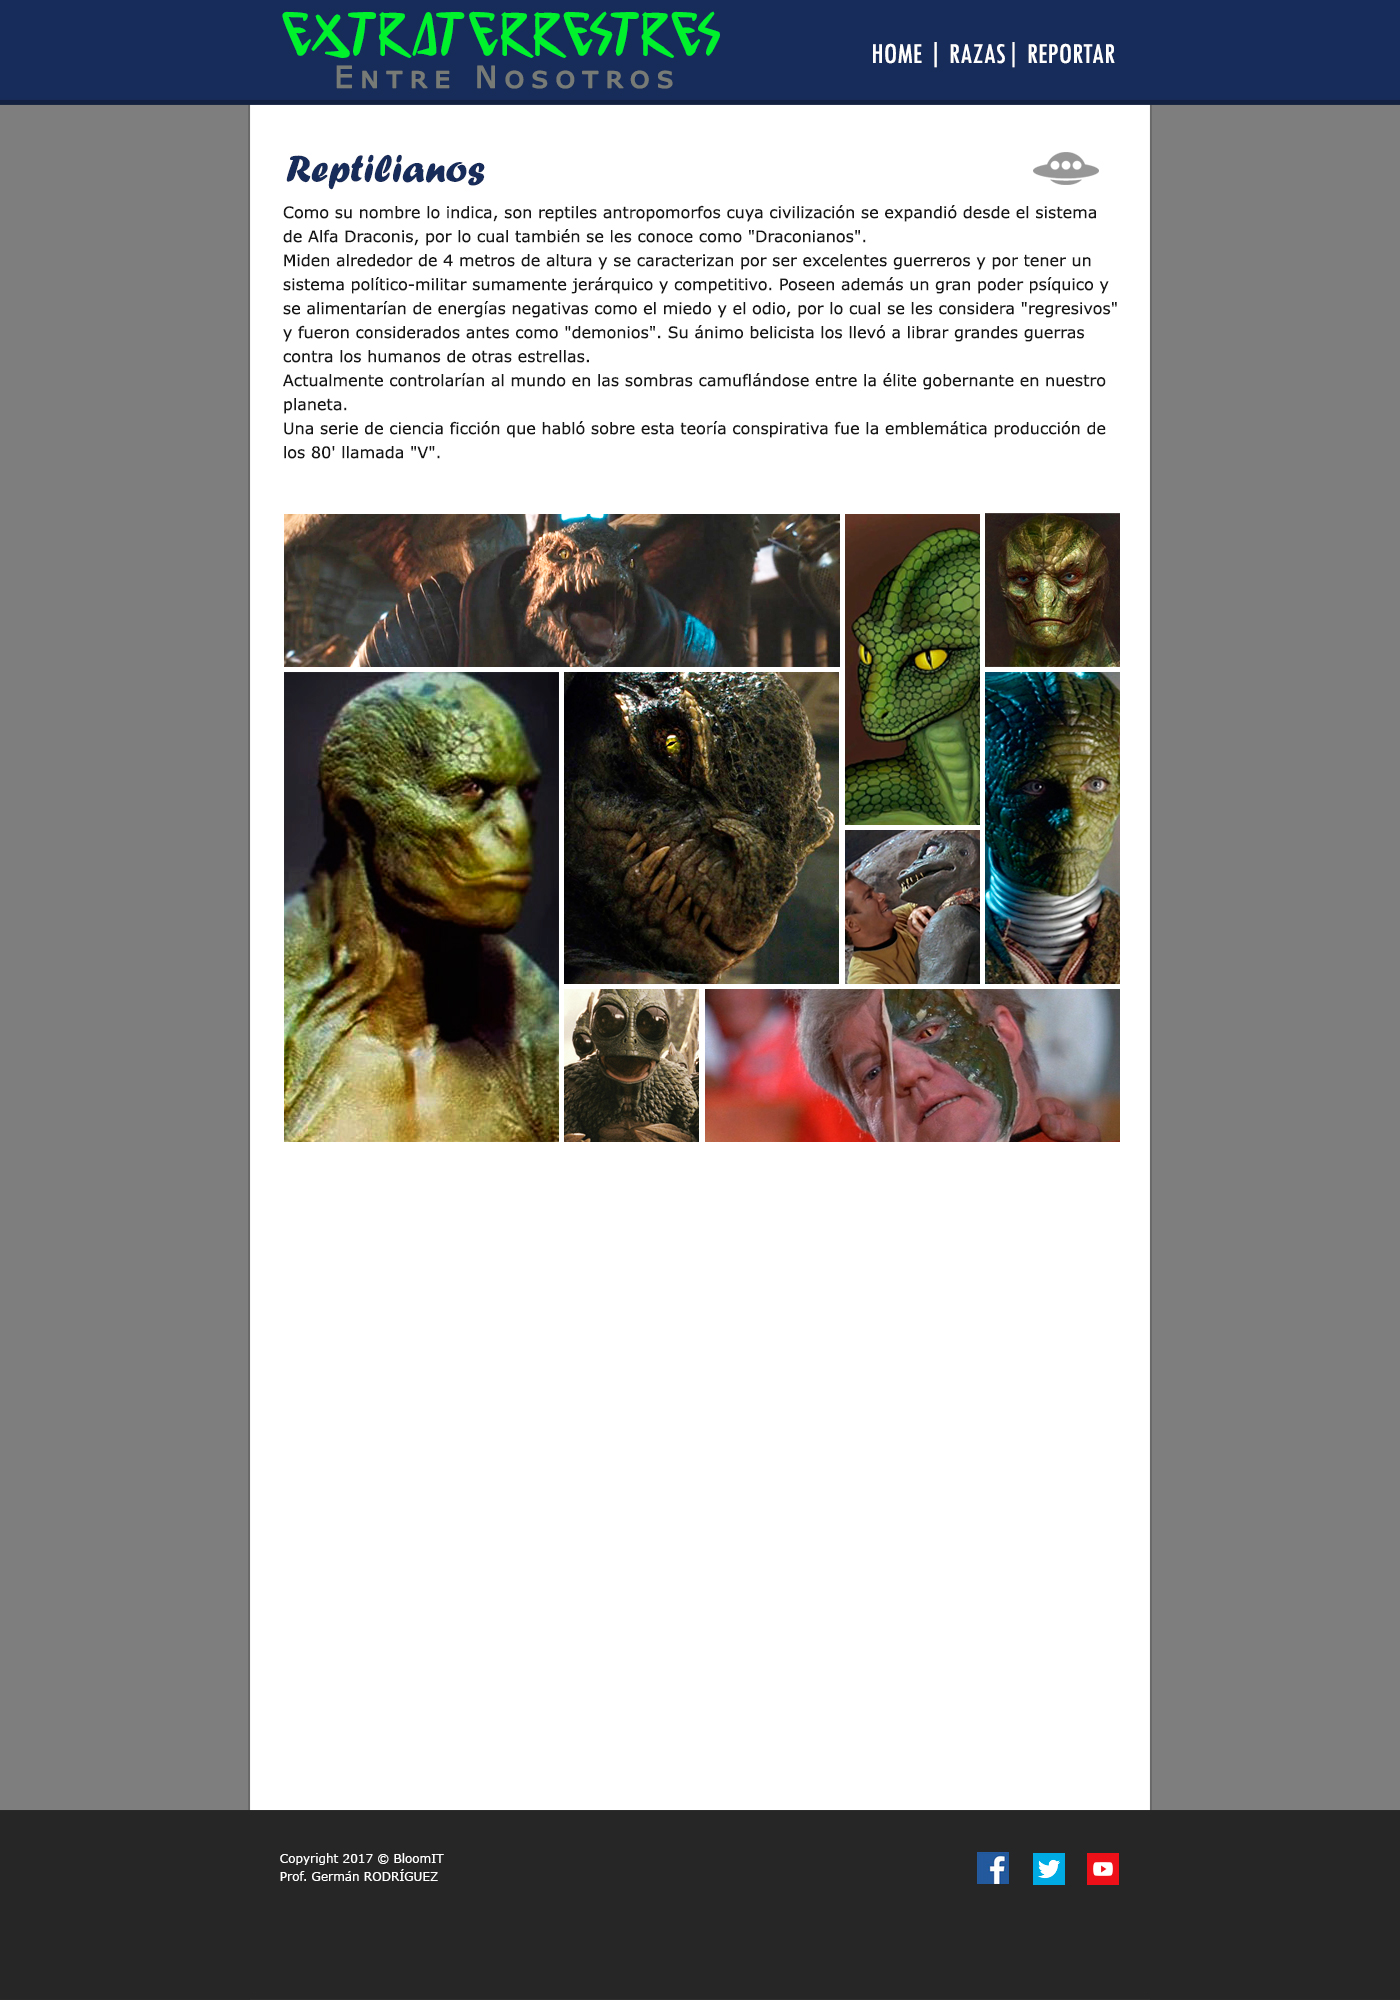 EXTRATERRESTRES
ENTRE NOSOTROS
HOME | RAZAS | REPORTAR
Reptilianos
Como su nombre lo indica, son reptiles antropomorfos cuya civilización se expandió desde el sistema
de Alfa Draconis, por lo cual también se les conoce como "Draconianos".
Miden alrededor de 4 metros de altura y se caracterizan por ser excelentes guerreros y por tener un
sistema político-militar sumamente jerárquico y competitivo. Poseen además un gran poder psíquico y
se alimentarían de energías negativas como el miedo y el odio, por lo cual se les considera "regresivos"
y fueron considerados antes como "demonios". Su ánimo belicista los llevó a librar grandes guerras
contra los humanos de otras estrellas.
Actualmente controlarían al mundo en las sombras camuflándose entre la élite gobernante en nuestro
planeta.
Una serie de ciencia ficción que habló sobre esta teoría conspirativa fue la emblemática producción de
los 80' llamada "V".
Copyright 2017 © BloomIT
Prof. Germán RODRÍGUEZ